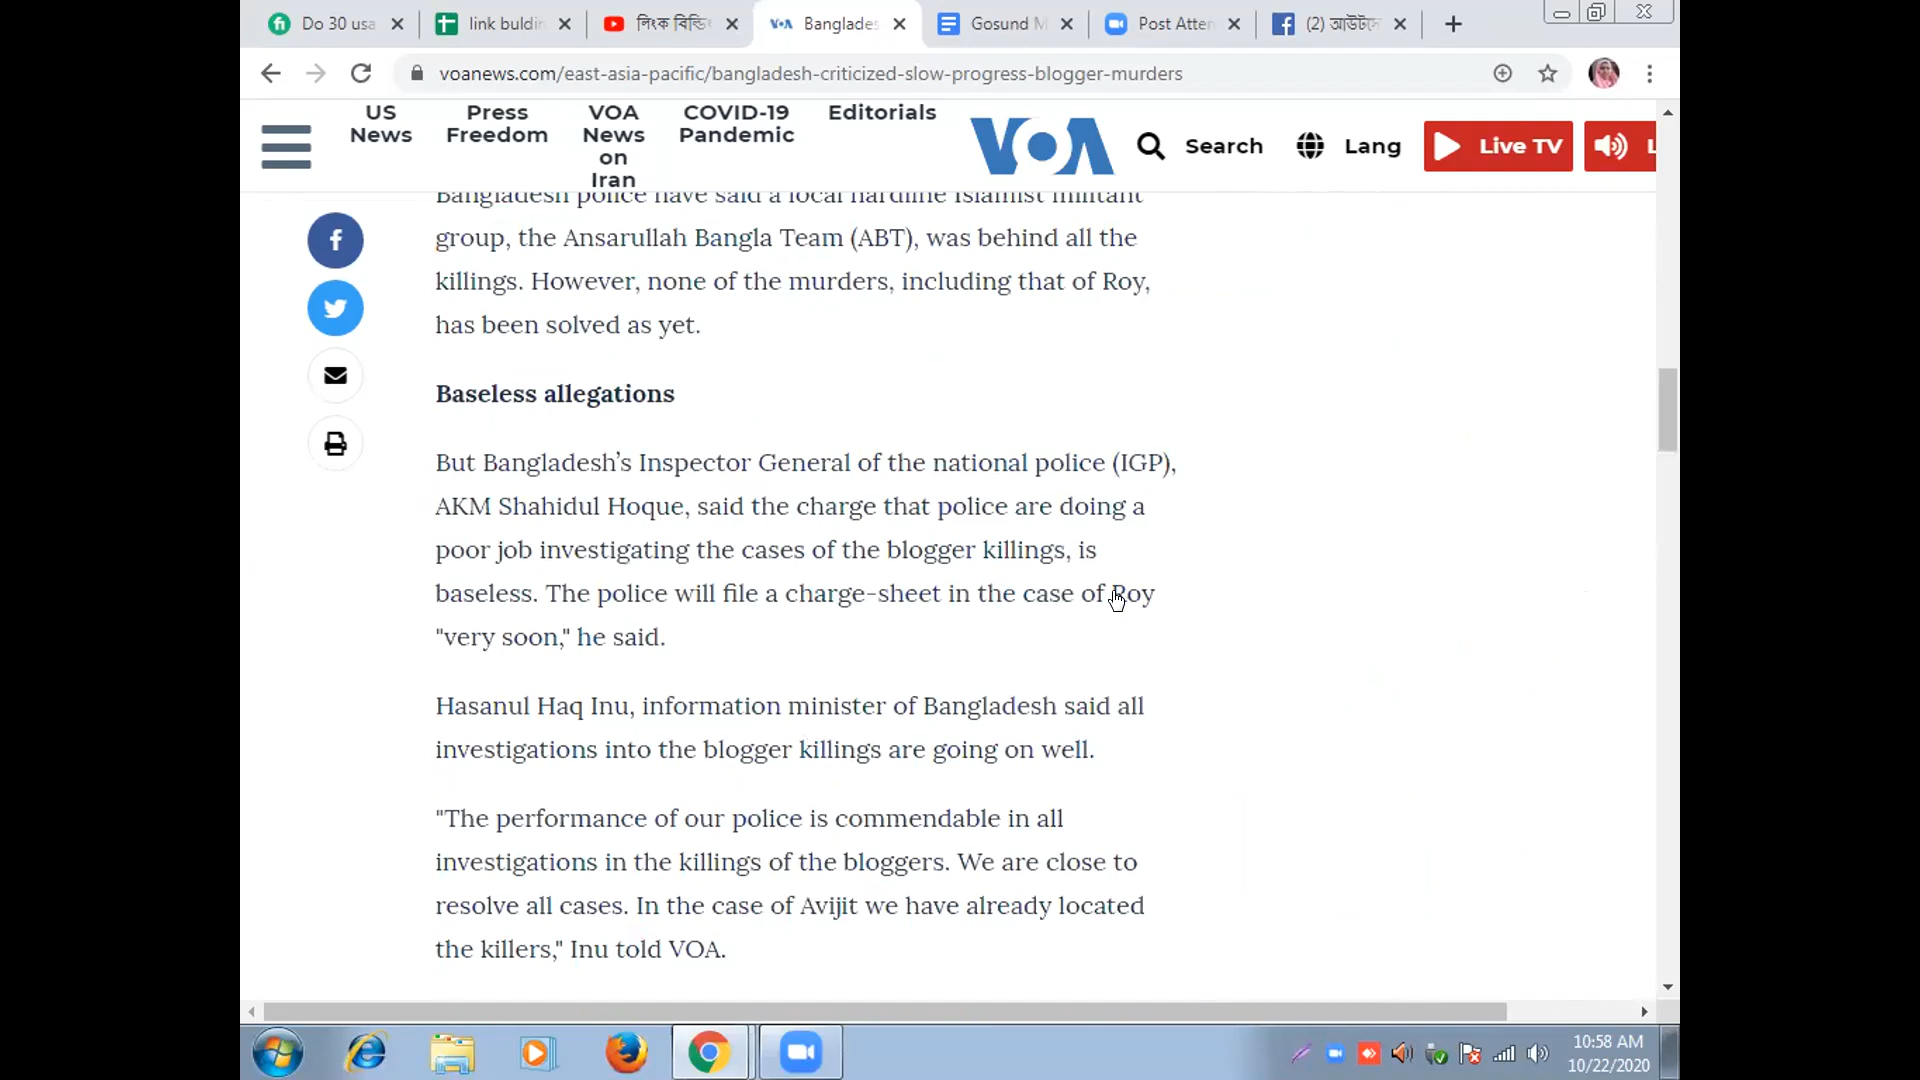 Do 30 usa
link buldin
লিংক বিল্ডিং
Banglades
Gosund M
Post Atten
(2) আউটসো
voanews.com/east-asia-pacific/bangladesh-criticized-slow-progress-blogger-murders
US
News
Press
Freedom
VOA
News
on
Iran
COVID-19
Pandemic
Editorials
VOA
Search
Lang
Live TV
L
Bangladesh police have said a local hardline Islamist militant
group, the Ansarullah Bangla Team (ABT), was behind all the
killings. However, none of the murders, including that of Roy,
has been solved as yet.
Baseless allegations
But Bangladesh’s Inspector General of the national police (IGP),
AKM Shahidul Hoque, said the charge that police are doing a
poor job investigating the cases of the blogger killings, is
baseless. The police will file a charge-sheet in the case of Roy
"very soon," he said.
Hasanul Haq Inu, information minister of Bangladesh said all
investigations into the blogger killings are going on well.
"The performance of our police is commendable in all
investigations in the killings of the bloggers. We are close to
resolve all cases. In the case of Avijit we have already located
the killers," Inu told VOA.
10:58 AM
10/22/2020